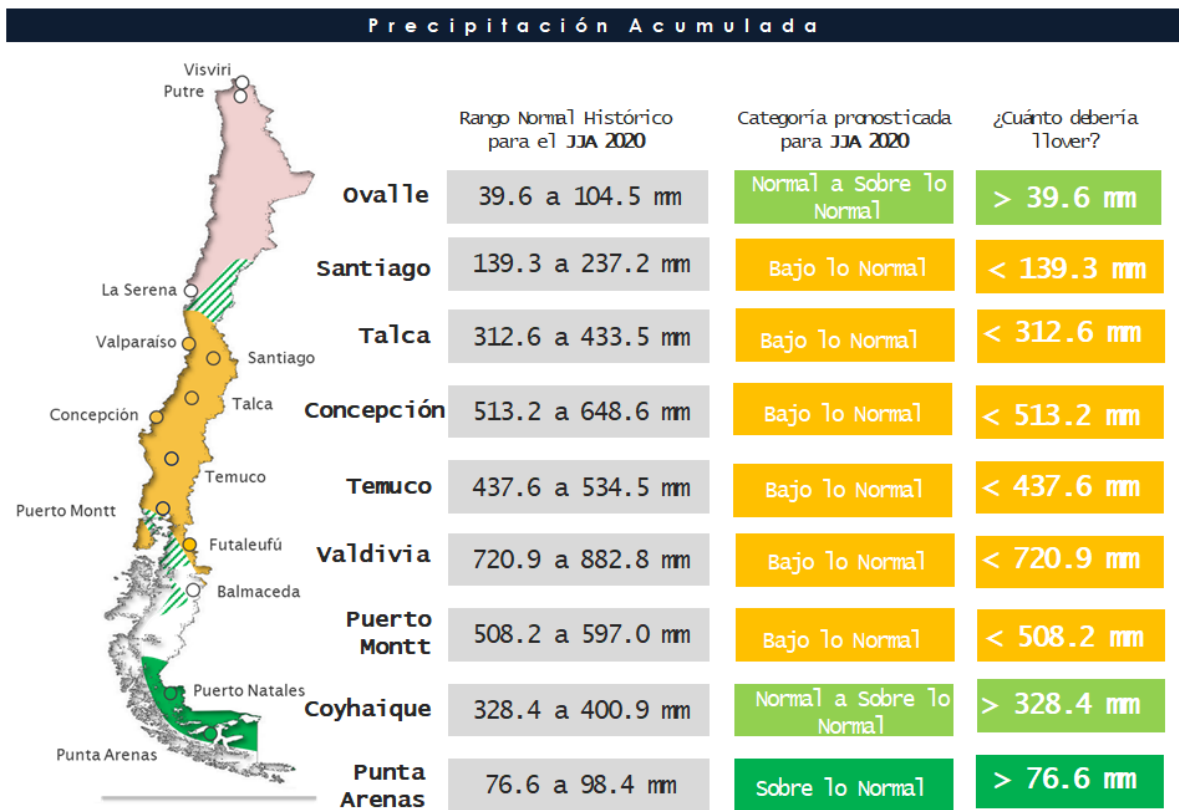 Precipitación Acumulada
Visviri
Putre
La Serena
Valparaíso
Santiago
Talca
Concepción
Temuco
Puerto Montt
Futaleufú
Balmaceda
Puerto Natales
Punta Arenas
Rango Normal Histórico
para el JJA 2020
Categoría pronosticada
para JJA 2020
¿Cuánto debería
llover?
Ovalle
39.6 a 104.5 mm
Normal a Sobre lo
Normal
> 39.6 mm
Santiago
139.3 a 237.2 mm
Bajo lo Normal
< 139.3 mm
Talca
312.6 a 433.5 mm
Bajo lo Normal
< 312.6 mm
Concepción
513.2 a 648.6 mm
Bajo lo Normal
< 513.2 mm
Temuco
437.6 a 534.5 mm
Bajo lo Normal
< 437.6 mm
Valdivia
720.9 a 882.8 mm
Bajo lo Normal
< 720.9 mm
Puerto
Montt
508.2 a 597.0 mm
Bajo lo Normal
< 508.2 mm
Coyhaique
328.4 a 400.9 mm
Normal a Sobre lo
Normal
> 328.4 mm
Punta
Arenas
76.6 a 98.4 mm
Sobre lo Normal
> 76.6 mm